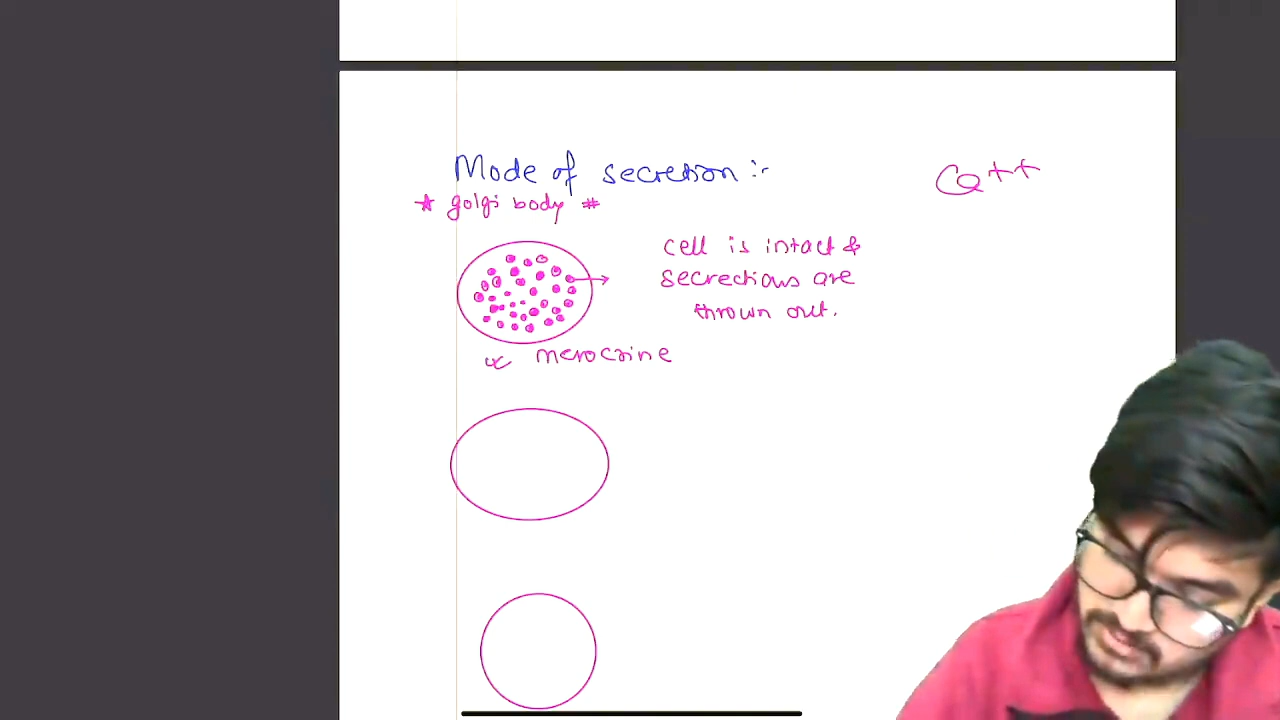 Mode of secretion :-
Ca++
* golgi body #
cell is intact &
secretions are
thrown out.
merocrine